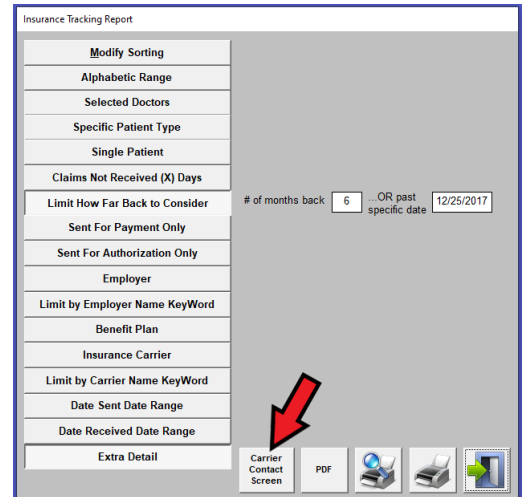 Insurance Tracking Report
Modify Sorting
Alphabetic Range
Selected Doctors
Specific Patient Type
Single Patient
Claims Not Received (X) Days
Limit How Far Back to Consider
# of months back 6 ...OR past
specific date 12/25/2017
Sent For Payment Only
Sent For Authorization Only
Employer
Limit by Employer Name KeyWord
Benefit Plan
Insurance Carrier
Limit by Carrier Name KeyWord
Date Sent Date Range
Date Received Date Range
Extra Detail
Carrier
Contact
Screen
PDF